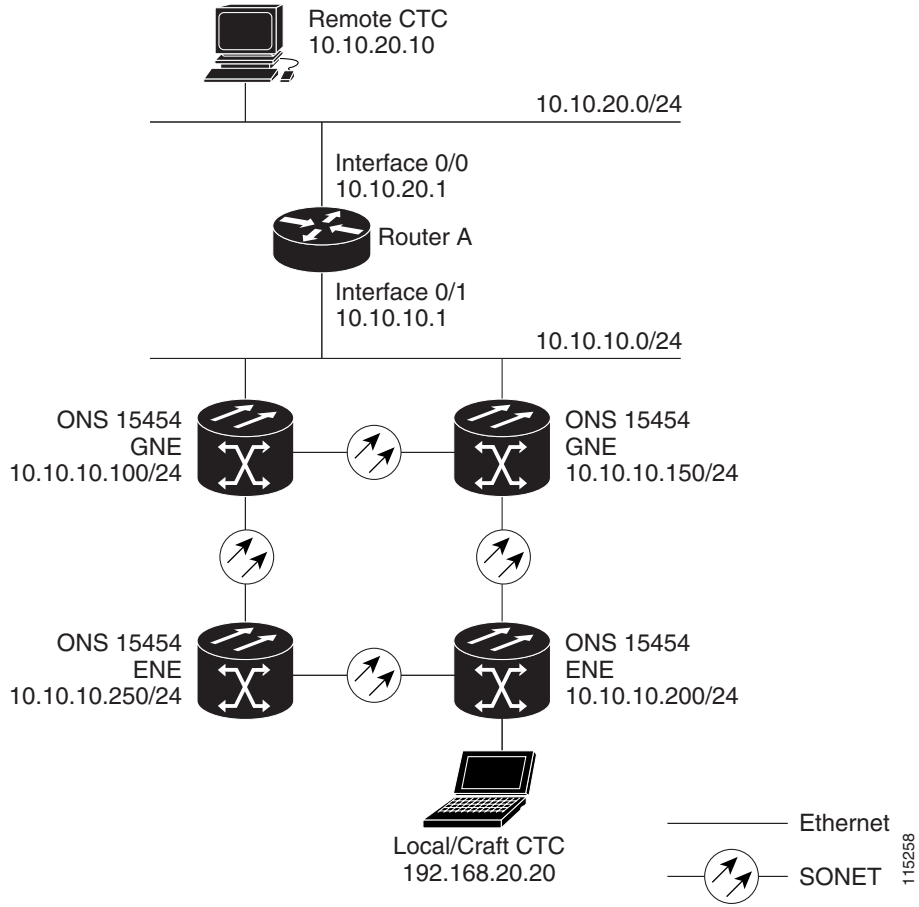 Remote CTC
10.10.20.10
10.10.20.0/24
Interface 0/0
10.10.20.1
Router A
Interface 0/1
10.10.10.1
10.10.10.0/24
ONS 15454
GNE
10.10.10.100/24
ONS 15454
GNE
10.10.10.150/24
ONS 15454
ENE
10.10.10.250/24
ONS 15454
ENE
10.10.10.200/24
Local/Craft CTC
192.168.20.20
Ethernet
SONET
115258